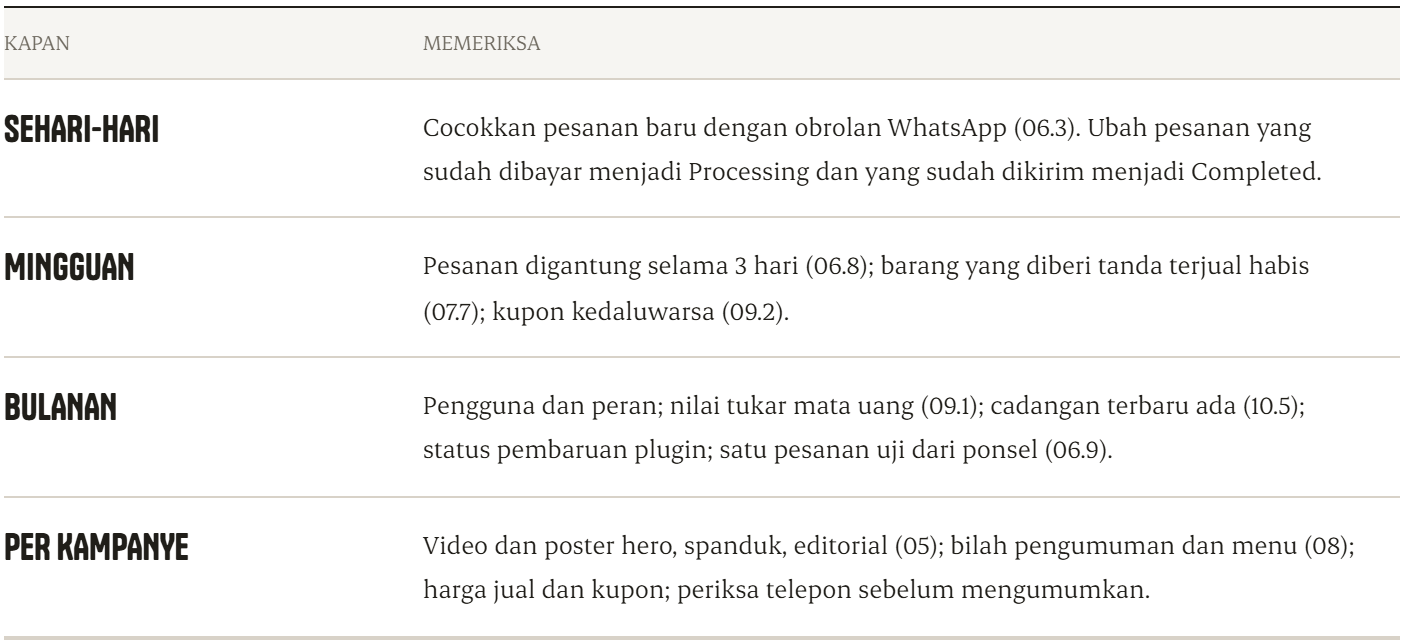 KAPAN
MEMERIKSA
SEHARI-HARI
Cocokkan pesanan baru dengan obrolan WhatsApp (06.3). Ubah pesanan yang
sudah dibayar menjadi Processing dan yang sudah dikirim menjadi Completed.
MINGGUAN
Pesanan digantung selama 3 hari (06.8); barang yang diberi tanda terjual habis
(07.7); kupon kedaluwarsa (09.2).
BULANAN
Pengguna dan peran; nilai tukar mata uang (09.1); cadangan terbaru ada (10.5);
status pembaruan plugin; satu pesanan uji dari ponsel (06.9).
PER KAMPANYE
Video dan poster hero, spanduk, editorial (05); bilah pengumuman dan menu (08);
harga jual dan kupon; periksa telepon sebelum mengumumkan.